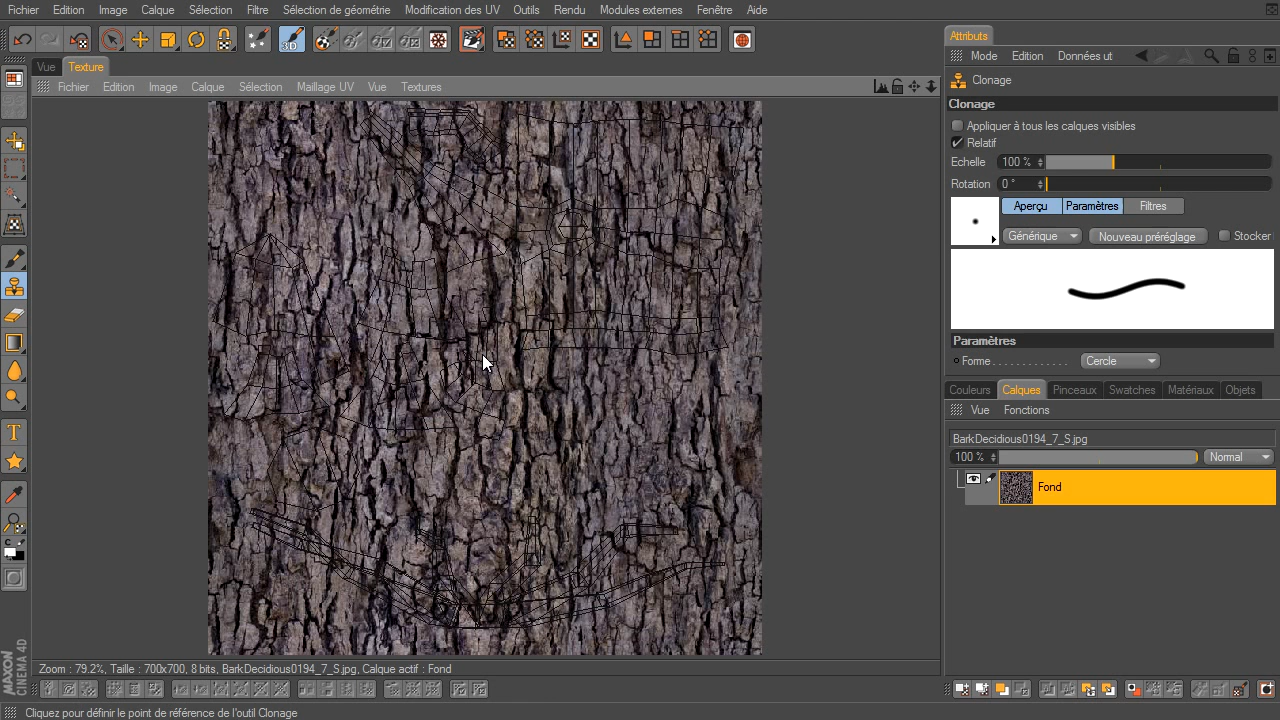 Fichier Edition Image Calque Sélection Filtre Sélection de géométrie Modification des UV Outils Rendu Modules externes Fenêtre Aide
3D
Vue Texture
Fichier Edition Image Calque Sélection Maillage UV Vue Textures
Attributs
Mode Edition Données ut
Clonage
Clonage
Appliquer à tous les calques visibles
Relatif
Echelle 100 %
Rotation 0 °
Aperçu Paramètres Filtres
Générique Nouveau préréglage Stocker
Paramètres
Forme . . . . . . . . . . . . Cercle
Couleurs Calques Pinceaux Swatches Matériaux Objets
Vue Fonctions
BarkDecidious0194_7_S.jpg
100 % Normal
Fond
T
C
MAXON
CINEMA 4D
Zoom : 79.2%, Taille : 700x700, 8 bits, BarkDecidious0194_7_S.jpg, Calque actif : Fond
Cliquez pour définir le point de référence de l'outil Clonage